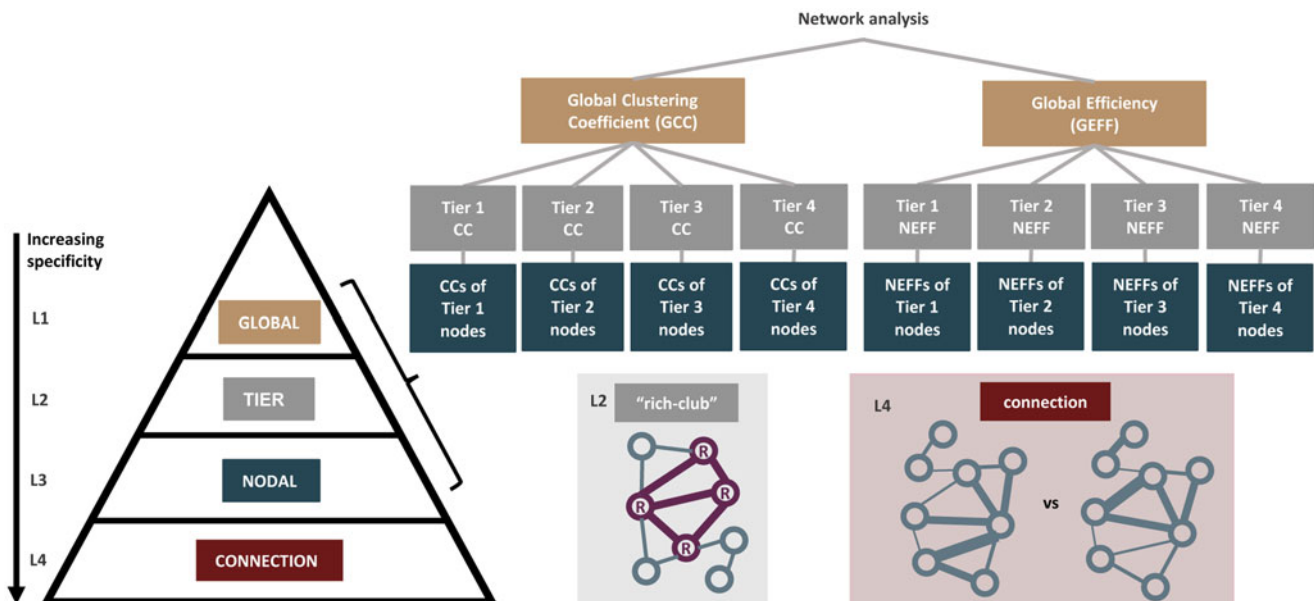 Network analysis
Global Clustering
Coefficient (GCC)
Global Efficiency
(GEFF)
Tier 1
CC
Tier 2
CC
Tier 3
CC
Tier 4
CC
Tier 1
NEFF
Tier 2
NEFF
Tier 3
NEFF
Tier 4
NEFF
CCs of
Tier 1
nodes
CCs of
Tier 2
nodes
CCs of
Tier 3
nodes
CCs of
Tier 4
nodes
NEFFs of
Tier 1
nodes
NEFFs of
Tier 2
nodes
NEFFs of
Tier 3
nodes
NEFFs of
Tier 4
nodes
Increasing
specificity
L1
GLOBAL
L2
TIER
L3
NODAL
L4
CONNECTION
L2
"rich-club"
R
R
R
R
L4
connection
vs